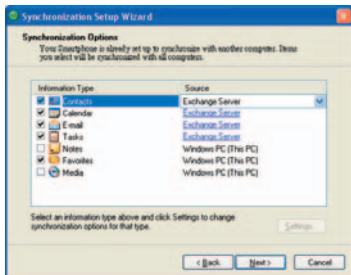 Synchronization Setup Wizard
Synchronization Options
Your Smartphone is already set up to synchronize with another computer. Items
you select will be synchronized with all computers.
Information Type Source
Contacts Exchange Server
Calendar Exchange Server
E-mail Exchange Server
Tasks Exchange Server
Notes Windows PC (This PC)
Favorites Windows PC (This PC)
Media Windows PC (This PC)
Select an information type above and click Settings to change
synchronization options for that type.
Settings...
< Back Next > Cancel